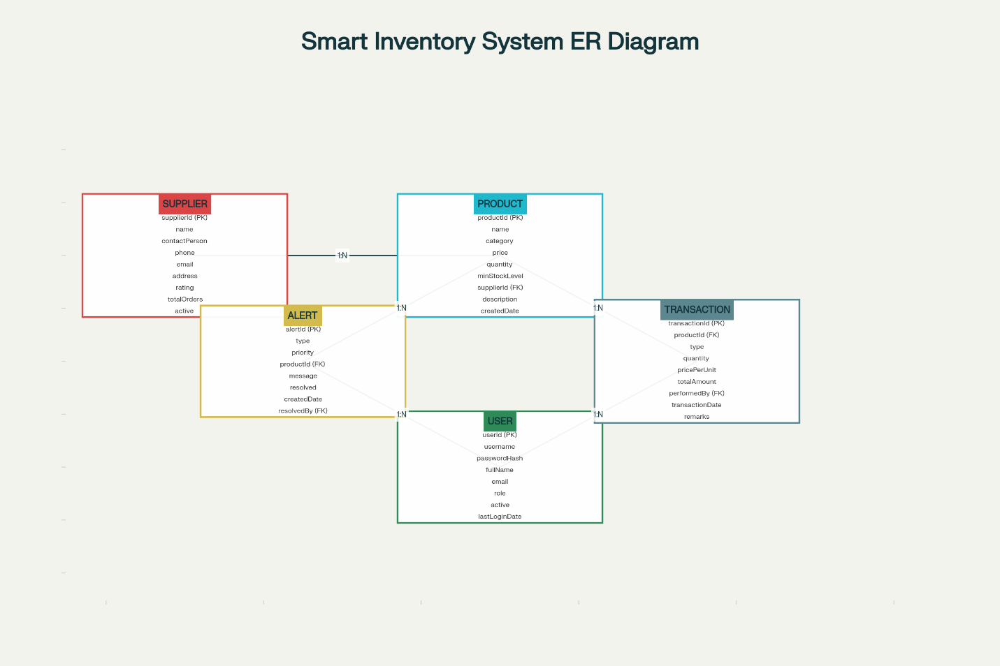 Smart Inventory System ER Diagram
SUPPLIER
supplierId (PK)
name
contactPerson
phone
email
address
rating
totalOrders
active
1:N
PRODUCT
productId (PK)
name
category
price
quantity
minStockLevel
supplierId (FK)
description
createdDate
1:N
1:N
ALERT
alertId (PK)
type
priority
productId (FK)
message
resolved
createdDate
resolvedBy (FK)
TRANSACTION
transactionId (PK)
productId (FK)
type
quantity
pricePerUnit
totalAmount
performedBy (FK)
transactionDate
remarks
1:N
1:N
USER
userId (PK)
username
passwordHash
fullName
email
role
active
lastLoginDate